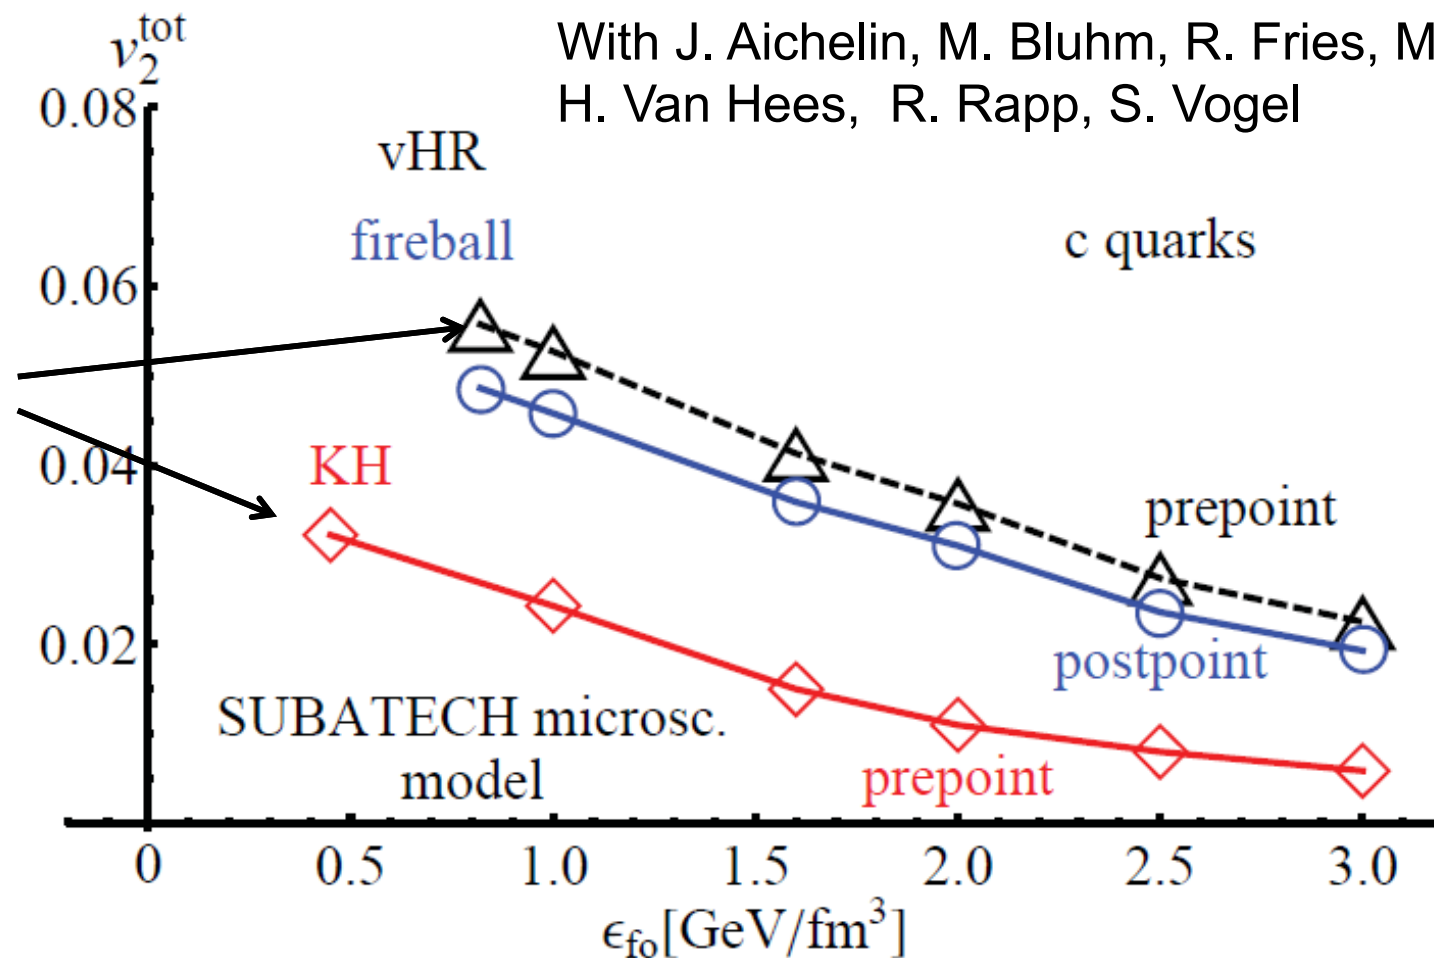 With J. Aichelin, M. Bluhm, R. Fries, M
H. Van Hees, R. Rapp, S. Vogel
v₂ᵗᵒᵗ
0.08
vHR
fireball
c quarks
0.06
0.04
KH
prepoint
0.02
postpoint
SUBATECH microsc.
model
prepoint
0 0.5 1.0 1.5 2.0 2.5 3.0
ϵfo[GeV/fm³]